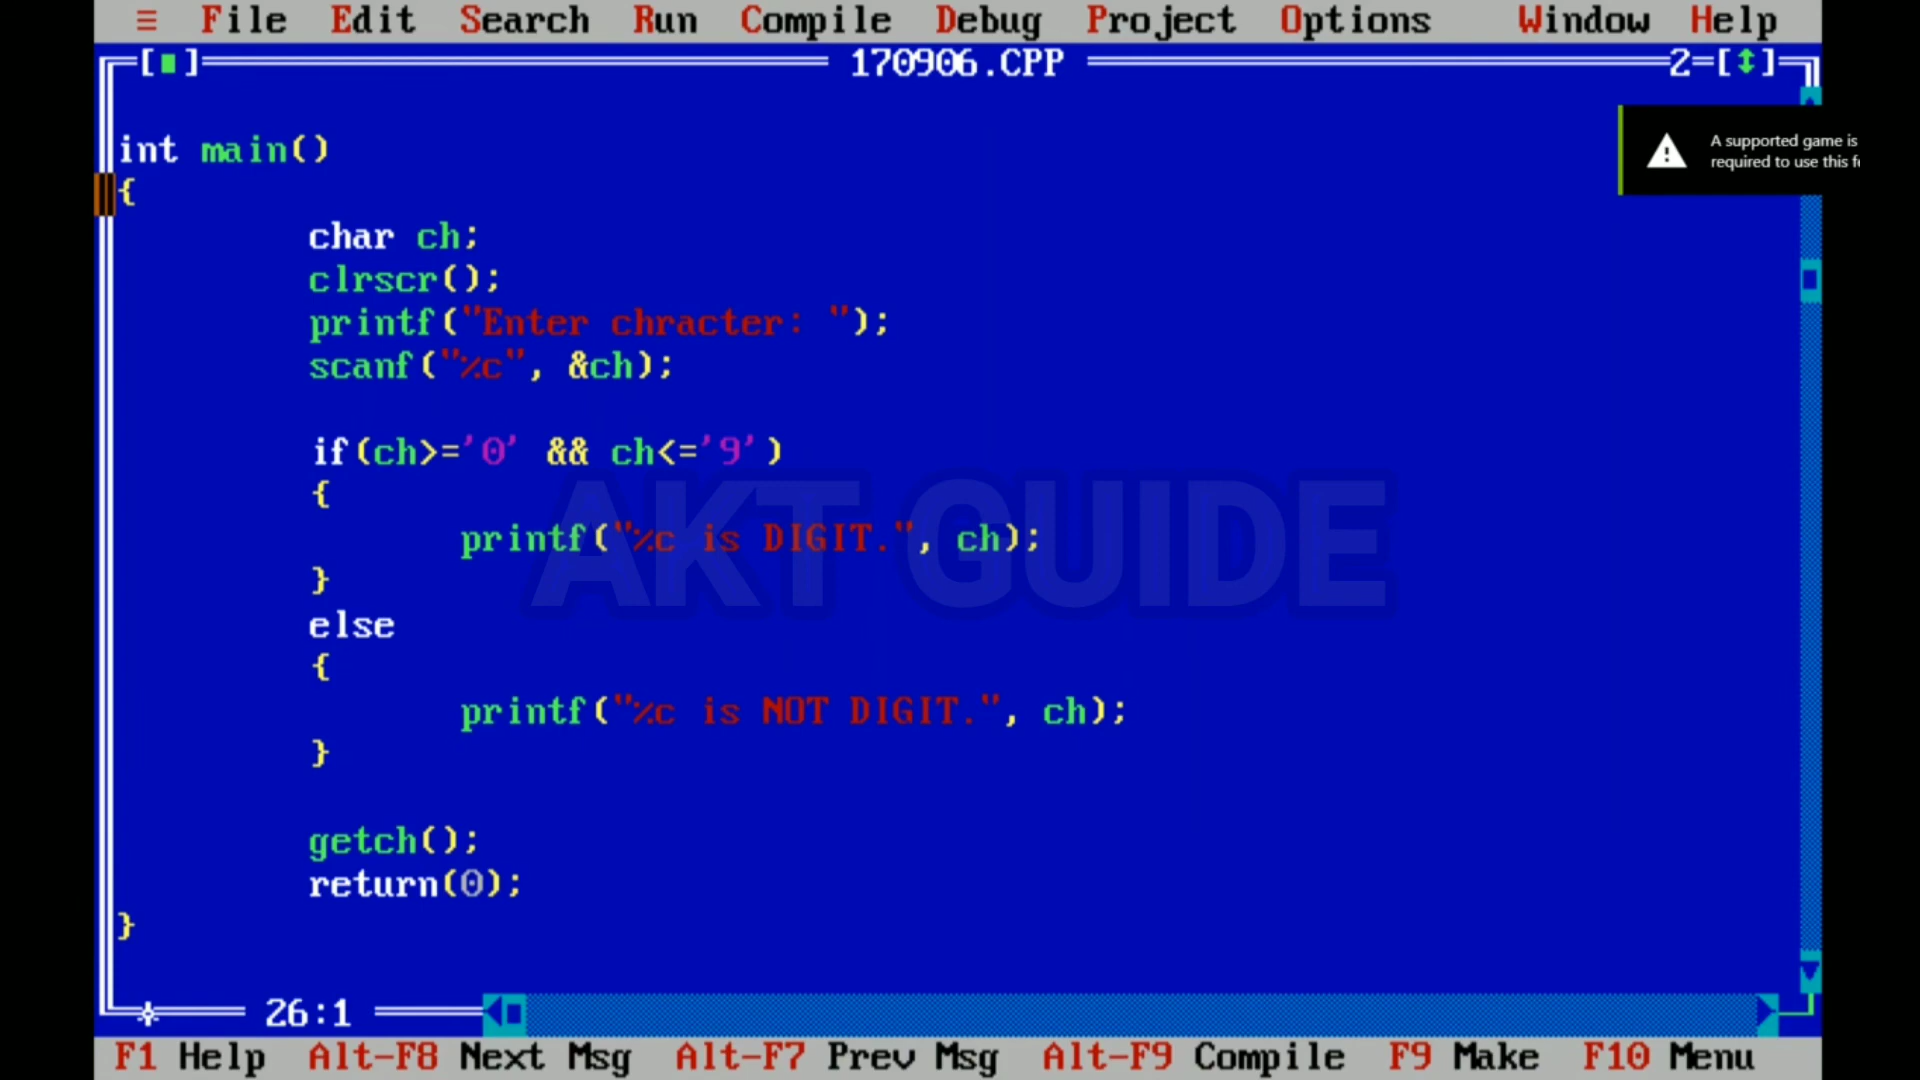 ≡ File Edit Search Run Compile Debug Project Options Window Help
[■] 170906.CPP 2=[↕]
A supported game is
required to use this f
int main()
{
char ch;
clrscr();
printf("Enter chracter: ");
scanf("%c", &ch);
if(ch>='0' && ch<='9')
{
printf("%c is DIGIT.", ch);
}
else
{
printf("%c is NOT DIGIT.", ch);
}
getch();
return(0);
}
AKT GUIDE
26:1
F1 Help Alt-F8 Next Msg Alt-F7 Prev Msg Alt-F9 Compile F9 Make F10 Menu